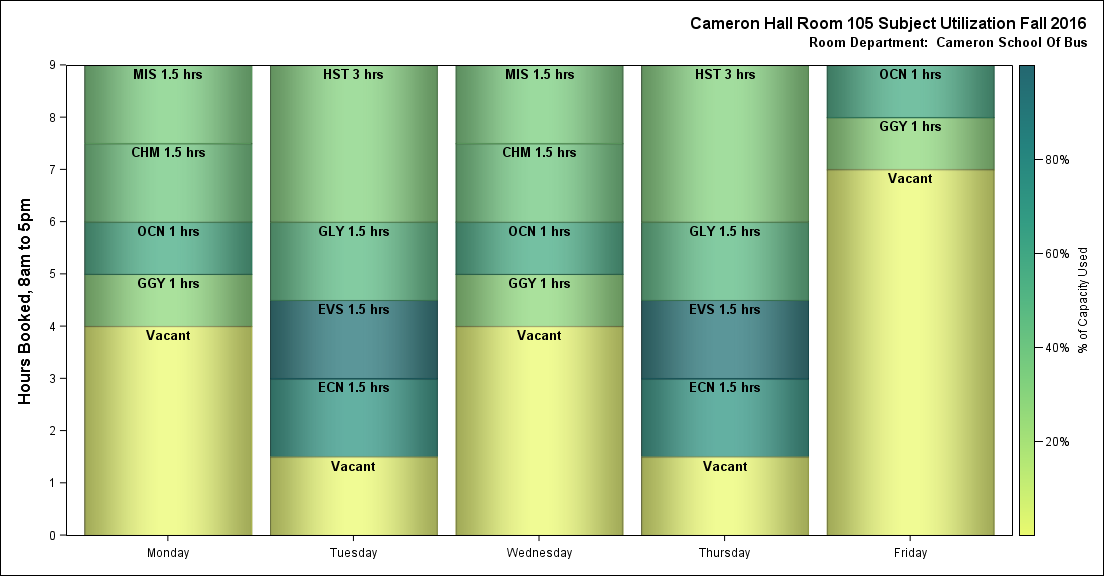 Cameron Hall Room 105 Subject Utilization Fall 2016
Room Department: Cameron School Of Bus
Hours Booked, 8am to 5pm
9
8
7
6
5
4
3
2
1
0
MIS 1.5 hrs
CHM 1.5 hrs
OCN 1 hrs
GGY 1 hrs
Vacant
HST 3 hrs
GLY 1.5 hrs
EVS 1.5 hrs
ECN 1.5 hrs
Vacant
MIS 1.5 hrs
CHM 1.5 hrs
OCN 1 hrs
GGY 1 hrs
Vacant
HST 3 hrs
GLY 1.5 hrs
EVS 1.5 hrs
ECN 1.5 hrs
Vacant
OCN 1 hrs
GGY 1 hrs
Vacant
Monday Tuesday Wednesday Thursday Friday
80%
60%
40%
20%
% of Capacity Used